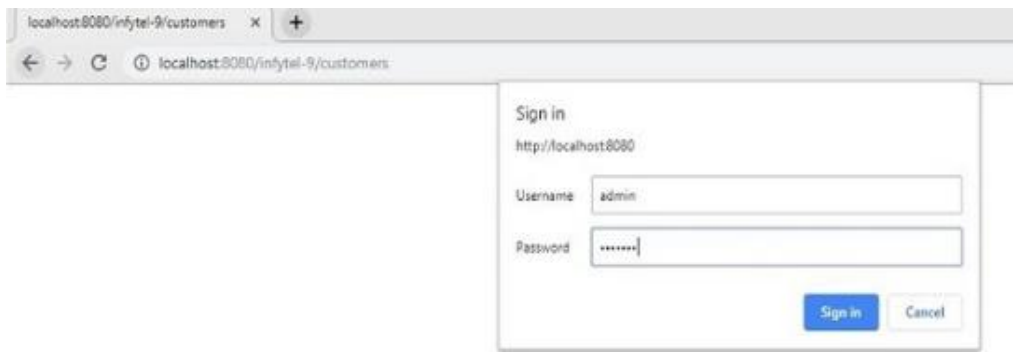 localhost:8080/infytel-9/customers × +
localhost:8080/infytel-9/customers
Sign in
http://localhost:8080
Username admin
Password •••••••
Sign in Cancel